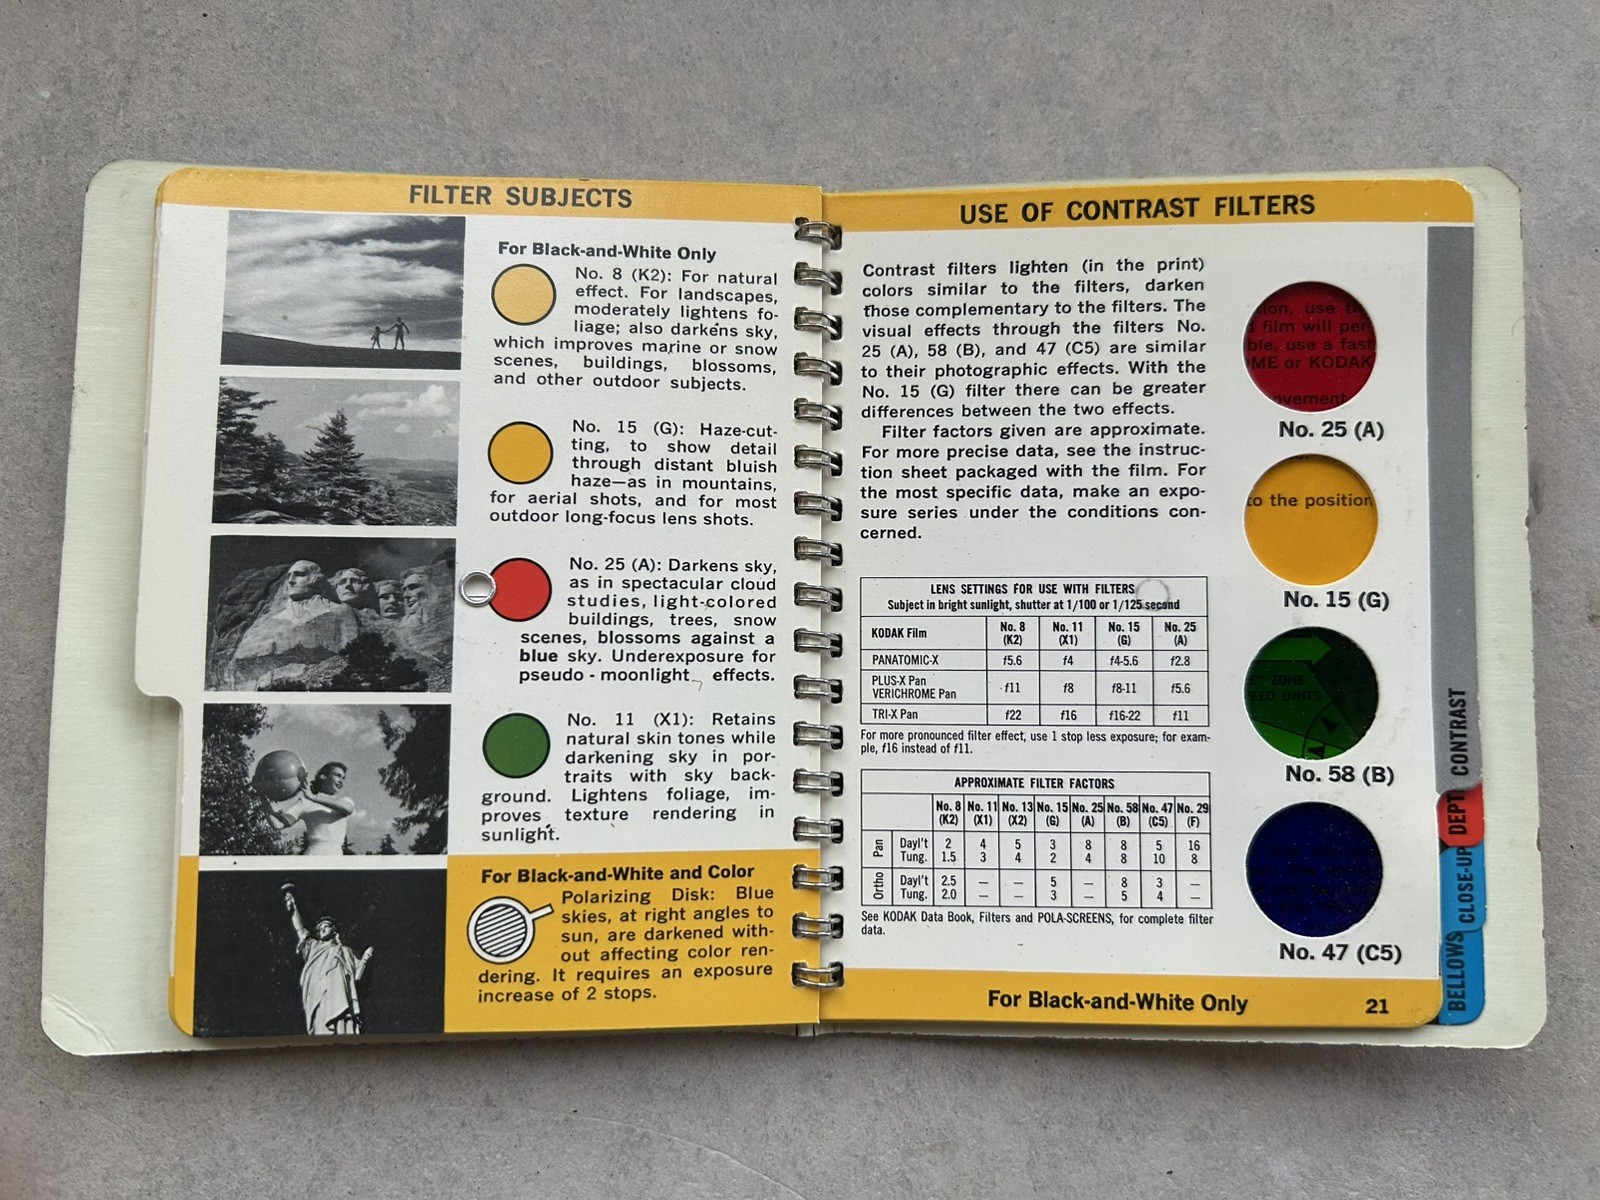 FILTER SUBJECTS
For Black-and-White Only
No. 8 (K2): For natural
effect. For landscapes,
moderately lightens fo-
liage; also darkens sky,
which improves marine or snow
scenes, buildings, blossoms,
and other outdoor subjects.
No. 15 (G): Haze-cut-
ting, to show detail
through distant bluish
haze—as in mountains,
for aerial shots, and for most
outdoor long-focus lens shots.
No. 25 (A): Darkens sky,
as in spectacular cloud
studies, light-colored
buildings, trees, snow
scenes, blossoms against a
blue sky. Underexposure for
pseudo - moonlight effects.
No. 11 (X1): Retains
natural skin tones while
darkening sky in por-
traits with sky back-
ground. Lightens foliage, im-
proves texture rendering in
sunlight.
For Black-and-White and Color
Polarizing Disk: Blue
skies, at right angles to
sun, are darkened with-
out affecting color ren-
dering. It requires an exposure
increase of 2 stops.
USE OF CONTRAST FILTERS
Contrast filters lighten (in the print)
colors similar to the filters, darken
those complementary to the filters. The
visual effects through the filters No.
25 (A), 58 (B), and 47 (C5) are similar
to their photographic effects. With the
No. 15 (G) filter there can be greater
differences between the two effects.
Filter factors given are approximate.
For more precise data, see the instruc-
tion sheet packaged with the film. For
the most specific data, make an expo-
sure series under the conditions con-
cerned.
LENS SETTINGS FOR USE WITH FILTERS
Subject in bright sunlight, shutter at 1/100 or 1/125 second
KODAK Film No. 8 (K2) No. 11 (X1) No. 15 (G) No. 25 (A)
PANATOMIC-X f5.6 f4 f4-5.6 f2.8
PLUS-X Pan
VERICHROME Pan f11 f8 f8-11 f5.6
TRI-X Pan f22 f16 f16-22 f11
For more pronounced filter effect, use 1 stop less exposure; for exam-
ple, f16 instead of f11.
APPROXIMATE FILTER FACTORS
No. 8 (K2) No. 11 (X1) No. 13 (X2) No. 15 (G) No. 25 (A) No. 58 (B) No. 47 (C5) No. 29 (F)
Pan Dayl't 2 4 5 3 8 8 5 16
Tung. 1.5 3 4 2 4 8 10 8
Ortho Dayl't 2.5 — — 5 — 8 3 —
Tung. 2.0 — — 3 — 5 4 —
See KODAK Data Book, Filters and POLA-SCREENS, for complete filter
data.
tion, use
film will per
ble, use a fast
OME or KODAK
ovement
No. 25 (A)
to the position
No. 15 (G)
ZONE
EED UNITS
No. 58 (B)
No. 47 (C5)
For Black-and-White Only
21
CONTRAST
DEPT
CLOSE-UP
BELLOWS